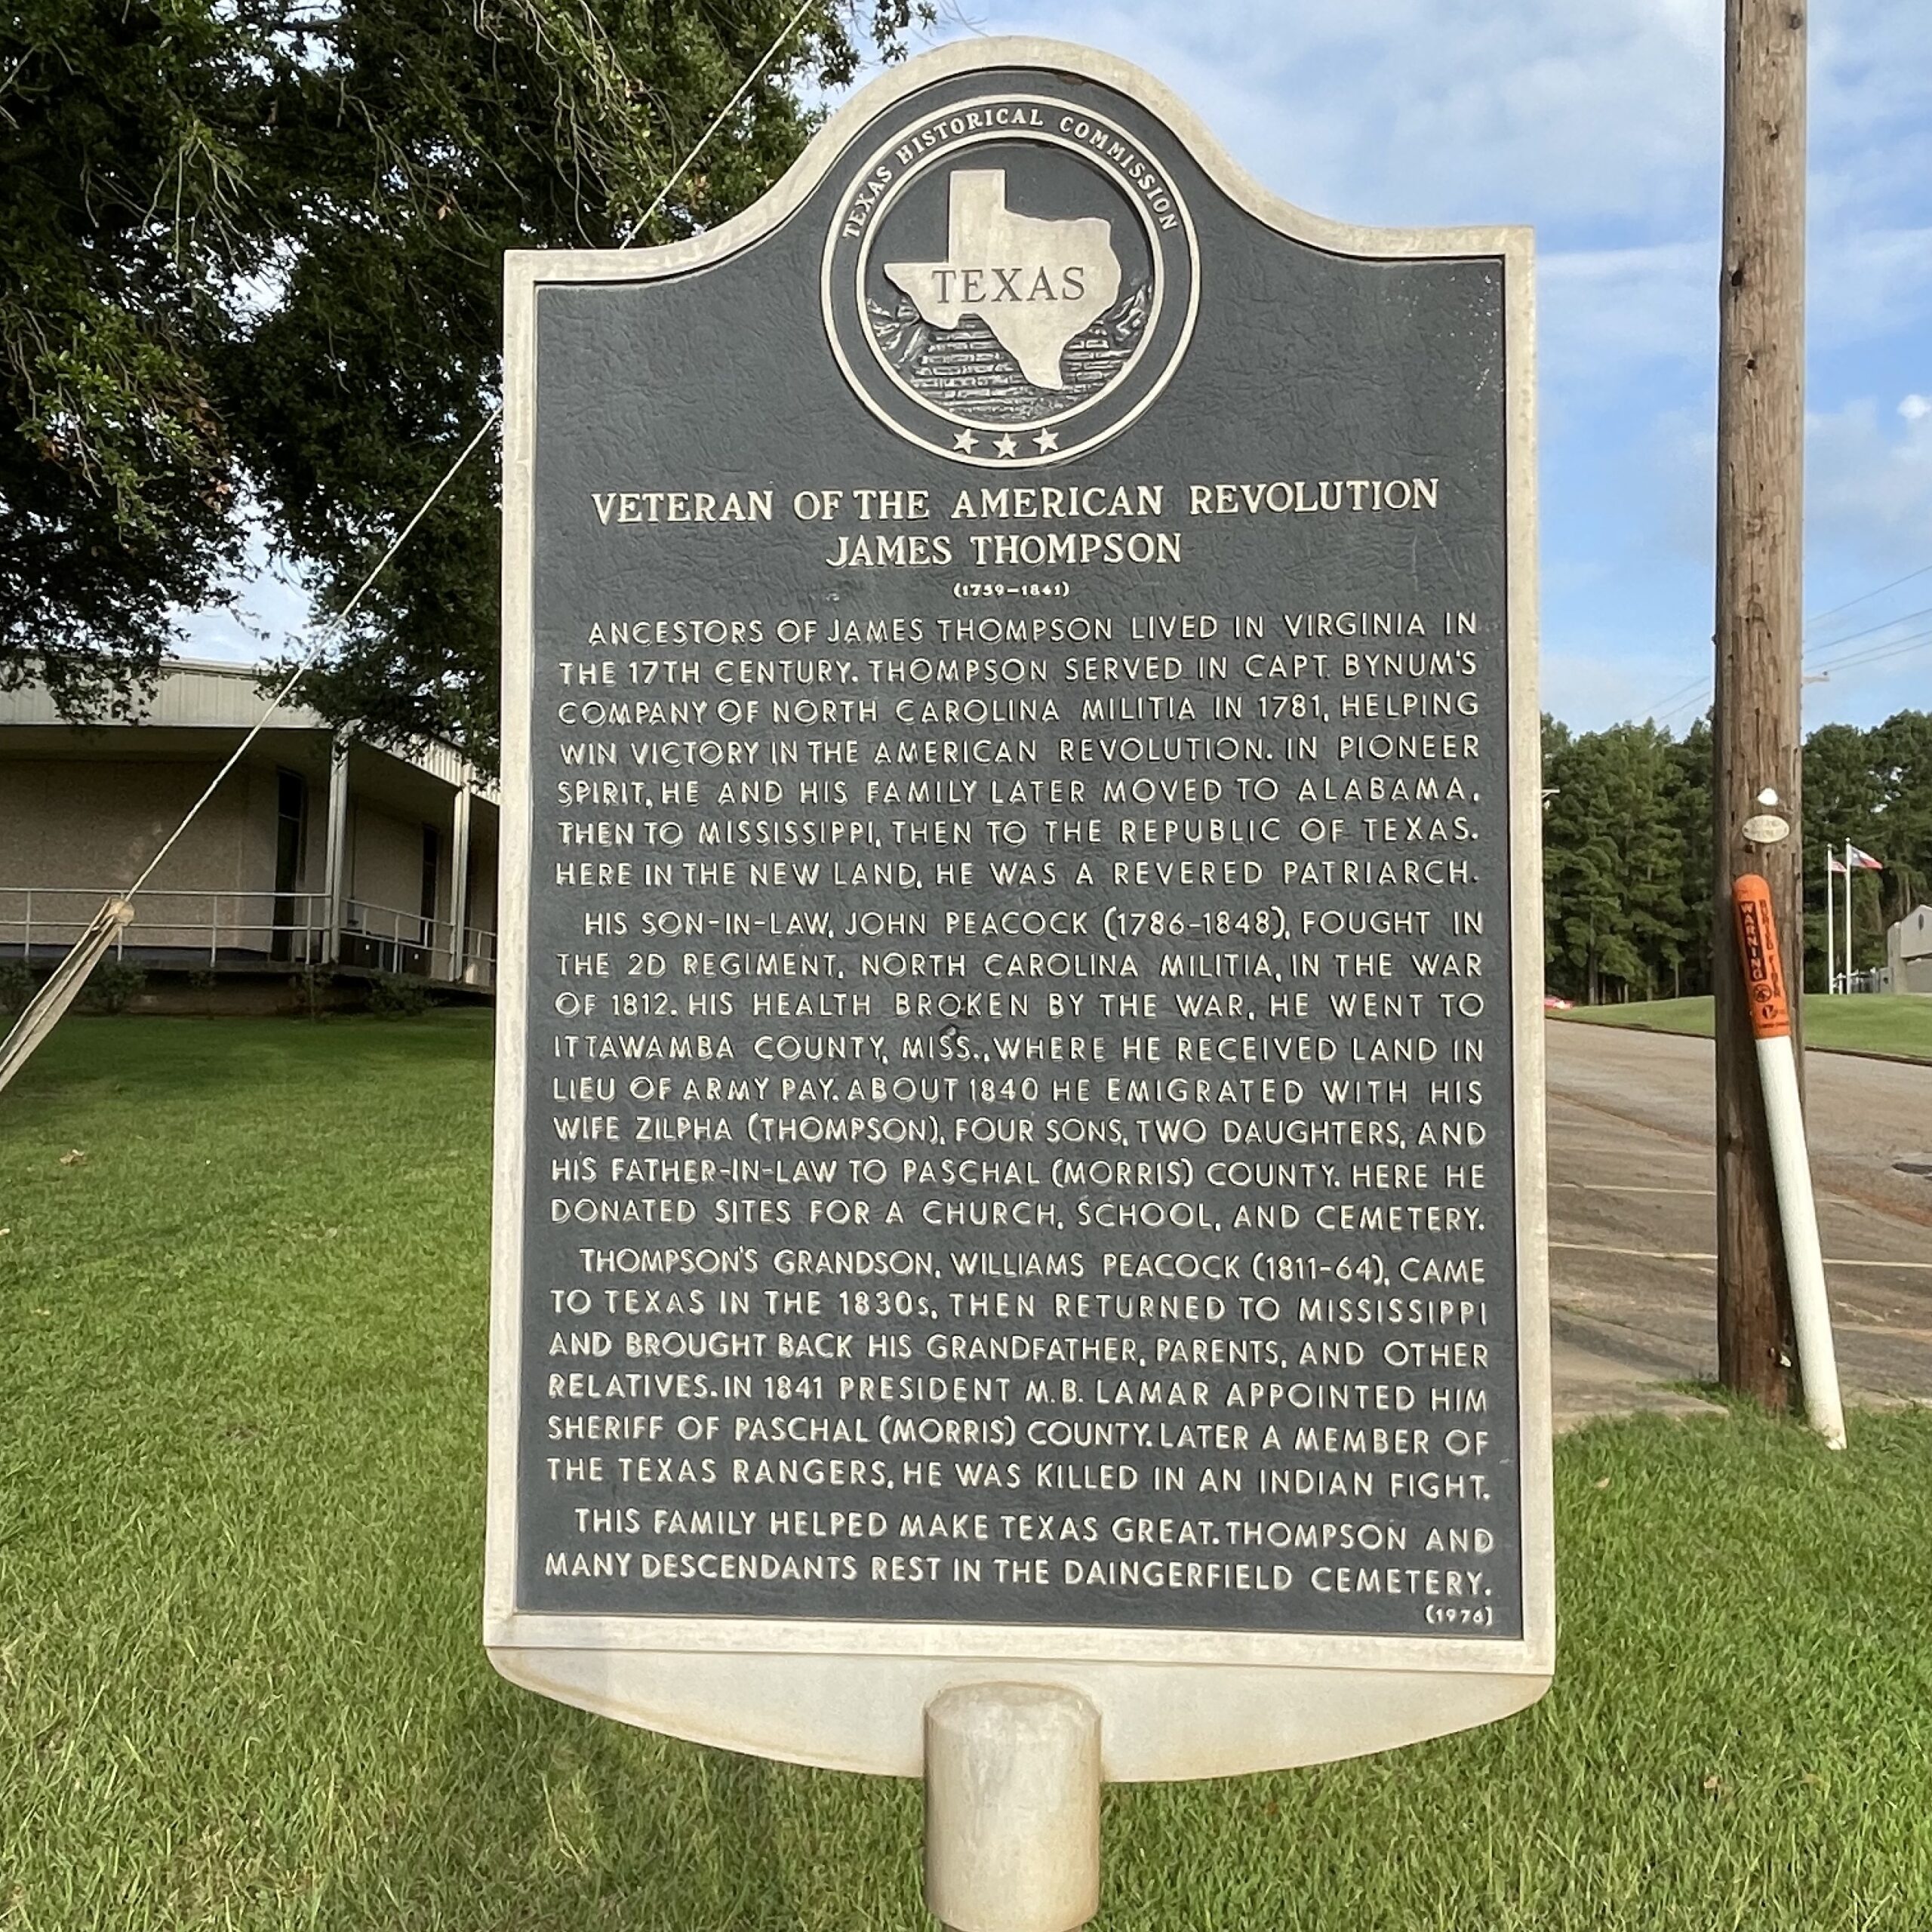 TEXAS HISTORICAL COMMISSION
TEXAS
VETERAN OF THE AMERICAN REVOLUTION
JAMES THOMPSON
(1759-1841)
ANCESTORS OF JAMES THOMPSON LIVED IN VIRGINIA IN
THE 17TH CENTURY. THOMPSON SERVED IN CAPT. BYNUM'S
COMPANY OF NORTH CAROLINA MILITIA IN 1781, HELPING
WIN VICTORY IN THE AMERICAN REVOLUTION. IN PIONEER
SPIRIT, HE AND HIS FAMILY LATER MOVED TO ALABAMA,
THEN TO MISSISSIPPI, THEN TO THE REPUBLIC OF TEXAS.
HERE IN THE NEW LAND, HE WAS A REVERED PATRIARCH.
HIS SON-IN-LAW, JOHN PEACOCK (1786-1848), FOUGHT IN
THE 2D REGIMENT, NORTH CAROLINA MILITIA, IN THE WAR
OF 1812. HIS HEALTH BROKEN BY THE WAR, HE WENT TO
ITTAWAMBA COUNTY, MISS., WHERE HE RECEIVED LAND IN
LIEU OF ARMY PAY. ABOUT 1840 HE EMIGRATED WITH HIS
WIFE ZILPHA (THOMPSON), FOUR SONS, TWO DAUGHTERS, AND
HIS FATHER-IN-LAW TO PASCHAL (MORRIS) COUNTY. HERE HE
DONATED SITES FOR A CHURCH, SCHOOL, AND CEMETERY.
THOMPSON'S GRANDSON, WILLIAMS PEACOCK (1811-64), CAME
TO TEXAS IN THE 1830s, THEN RETURNED TO MISSISSIPPI
AND BROUGHT BACK HIS GRANDFATHER, PARENTS, AND OTHER
RELATIVES. IN 1841 PRESIDENT M.B. LAMAR APPOINTED HIM
SHERIFF OF PASCHAL (MORRIS) COUNTY. LATER A MEMBER OF
THE TEXAS RANGERS, HE WAS KILLED IN AN INDIAN FIGHT.
THIS FAMILY HELPED MAKE TEXAS GREAT. THOMPSON AND
MANY DESCENDANTS REST IN THE DAINGERFIELD CEMETERY.
(1976)
WARNING